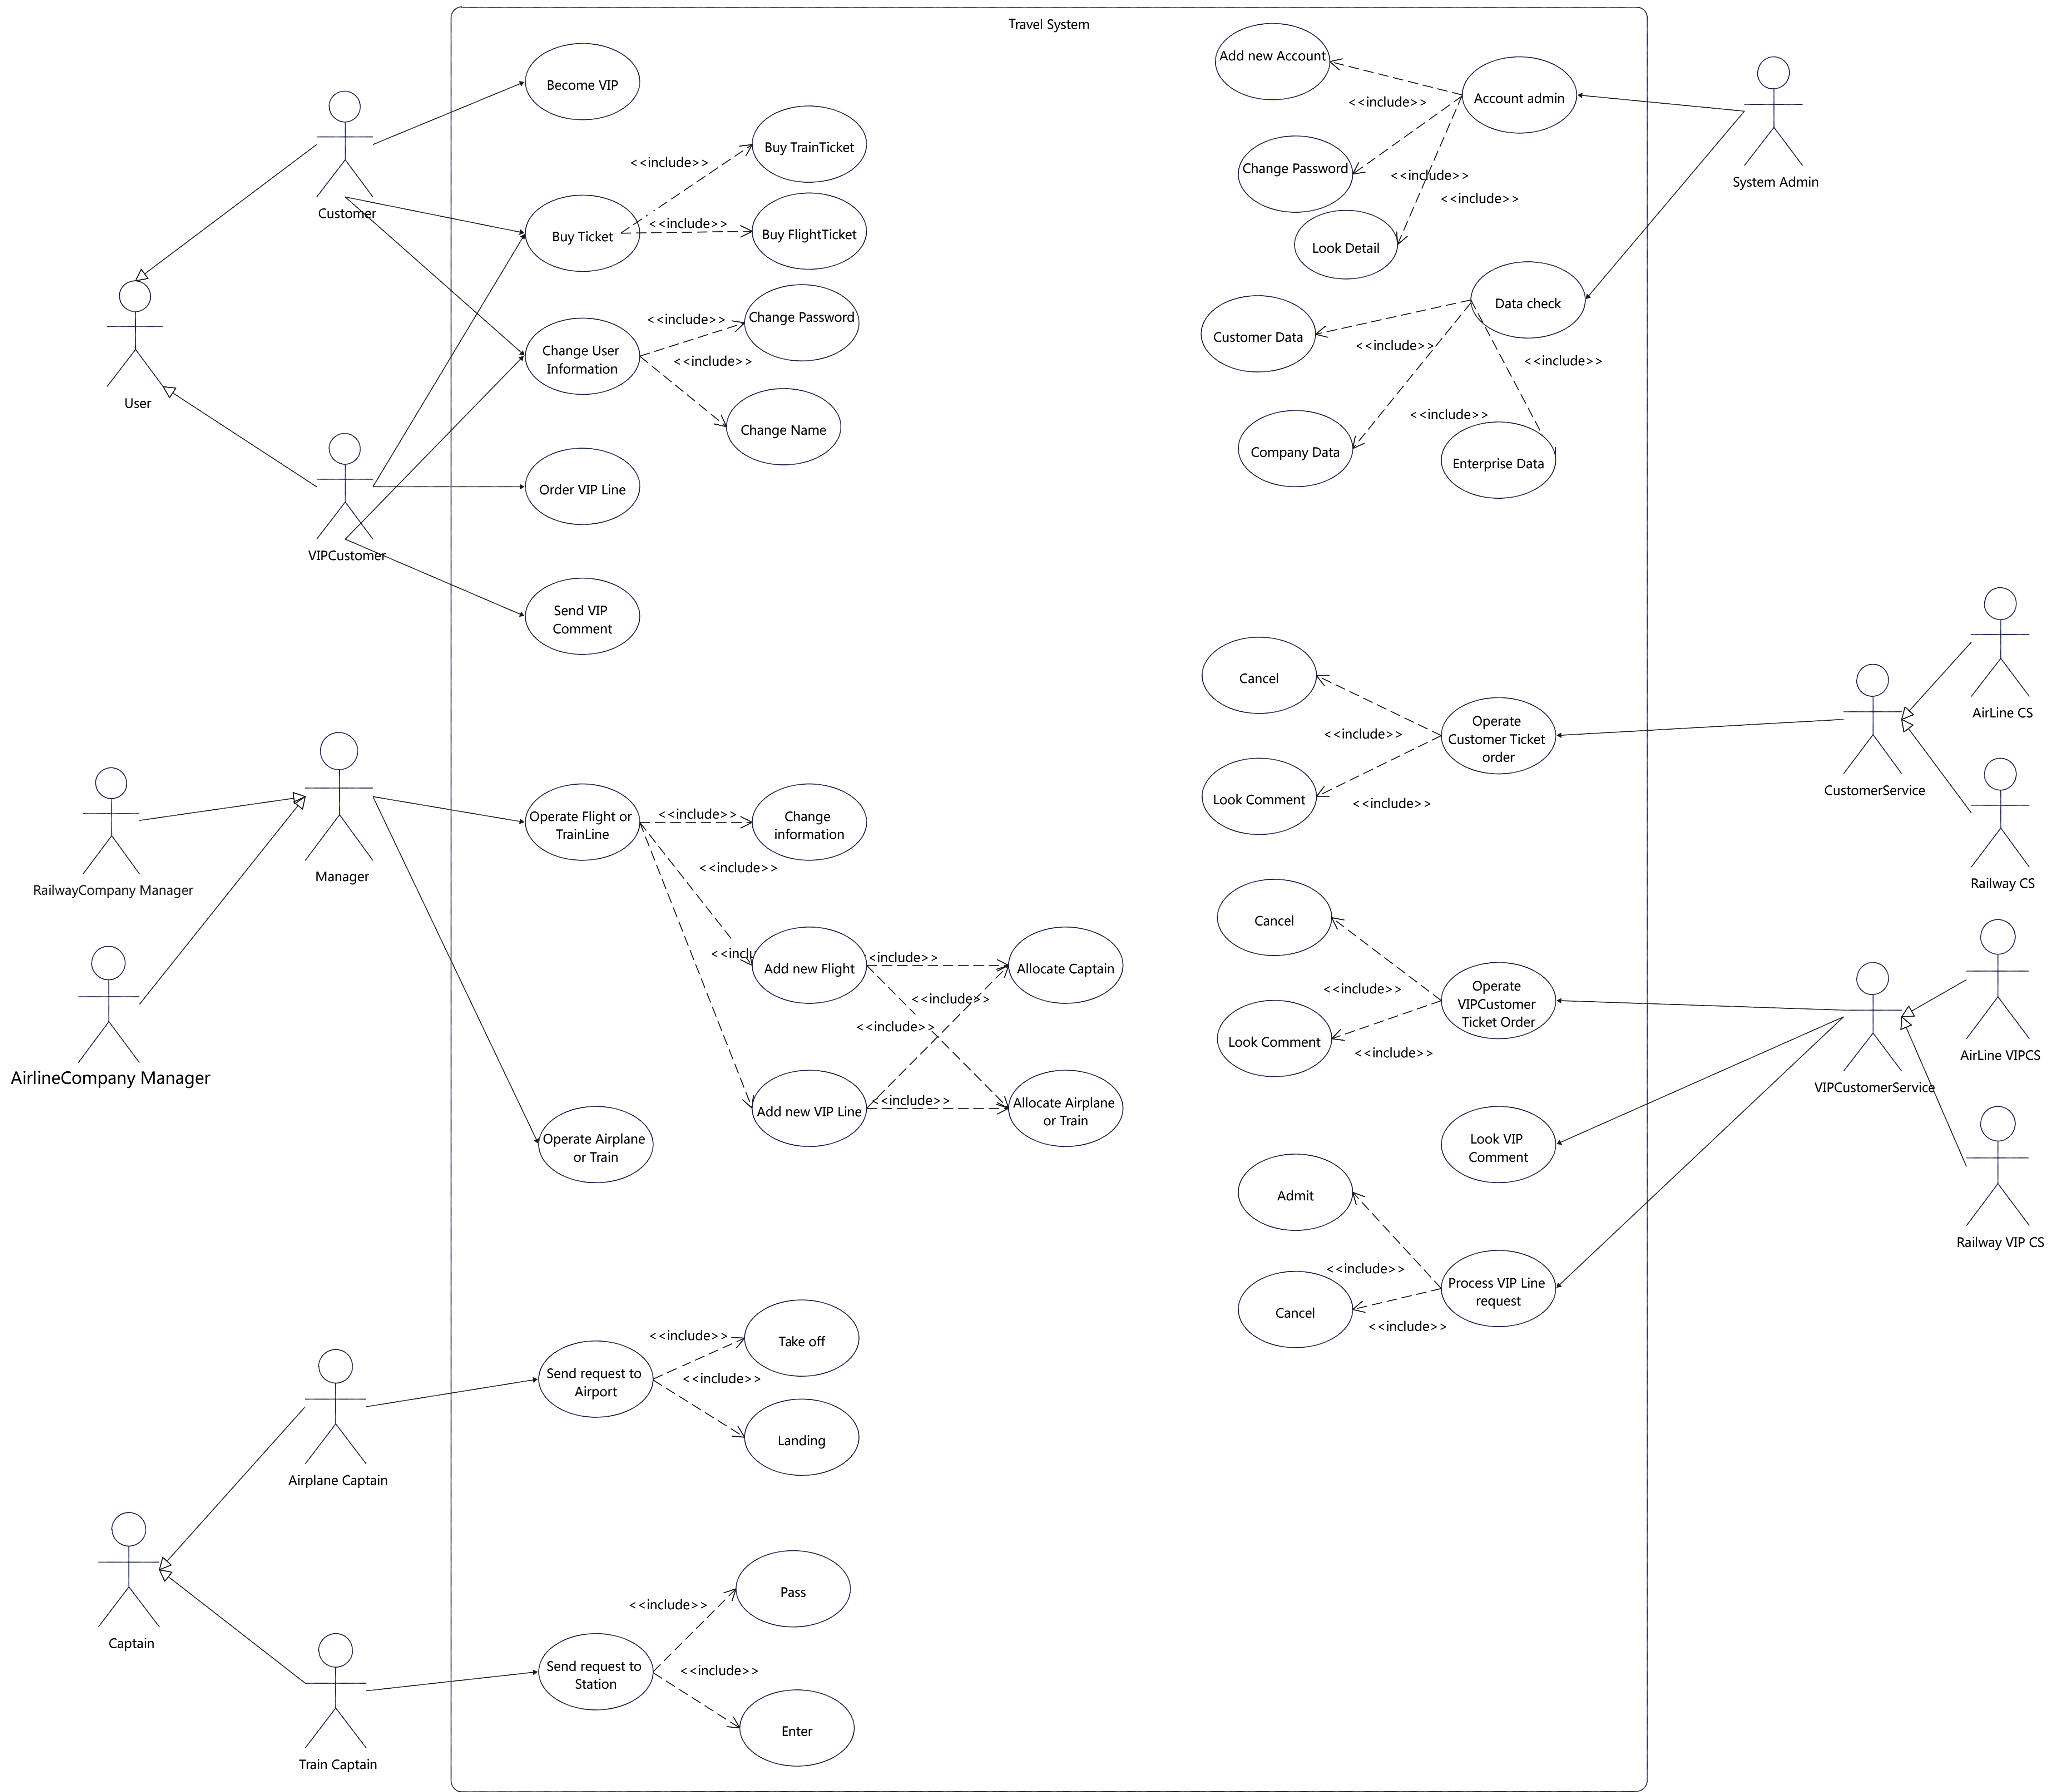 Travel System
Become VIP
Buy TrainTicket
<<include>>
Customer
Buy Ticket
<<include>>
Buy FlightTicket
<<include>>
Change Password
Change User
Information
<<include>>
Change Name
User
Order VIP Line
VIPCustomer
Send VIP
Comment
Add new Account
Account admin
<<include>>
Change Password
<<include>>
<<include>>
Look Detail
System Admin
Data check
Customer Data
<<include>>
<<include>>
<<include>>
Company Data
Enterprise Data
Cancel
Operate
Customer Ticket
order
<<include>>
Look Comment
<<include>>
AirLine CS
CustomerService
Railway CS
RailwayCompany Manager
Manager
Operate Flight or
TrainLine
<<include>>
Change
information
<<include>>
<<incl
Add new Flight
include>>
Allocate Captain
<<include>>
<<include>>
AirlineCompany Manager
Add new VIP Line
<<include>>
Allocate Airplane
or Train
Operate Airplane
or Train
Cancel
Operate
VIPCustomer
Ticket Order
<<include>>
Look Comment
<<include>>
AirLine VIPCS
VIPCustomerService
Look VIP
Comment
Admit
Railway VIP CS
<<include>>
Process VIP Line
request
Cancel
<<include>>
<<include>>
Take off
Send request to
Airport
<<include>>
Landing
Airplane Captain
Captain
Pass
<<include>>
Send request to
Station
<<include>>
Enter
Train Captain